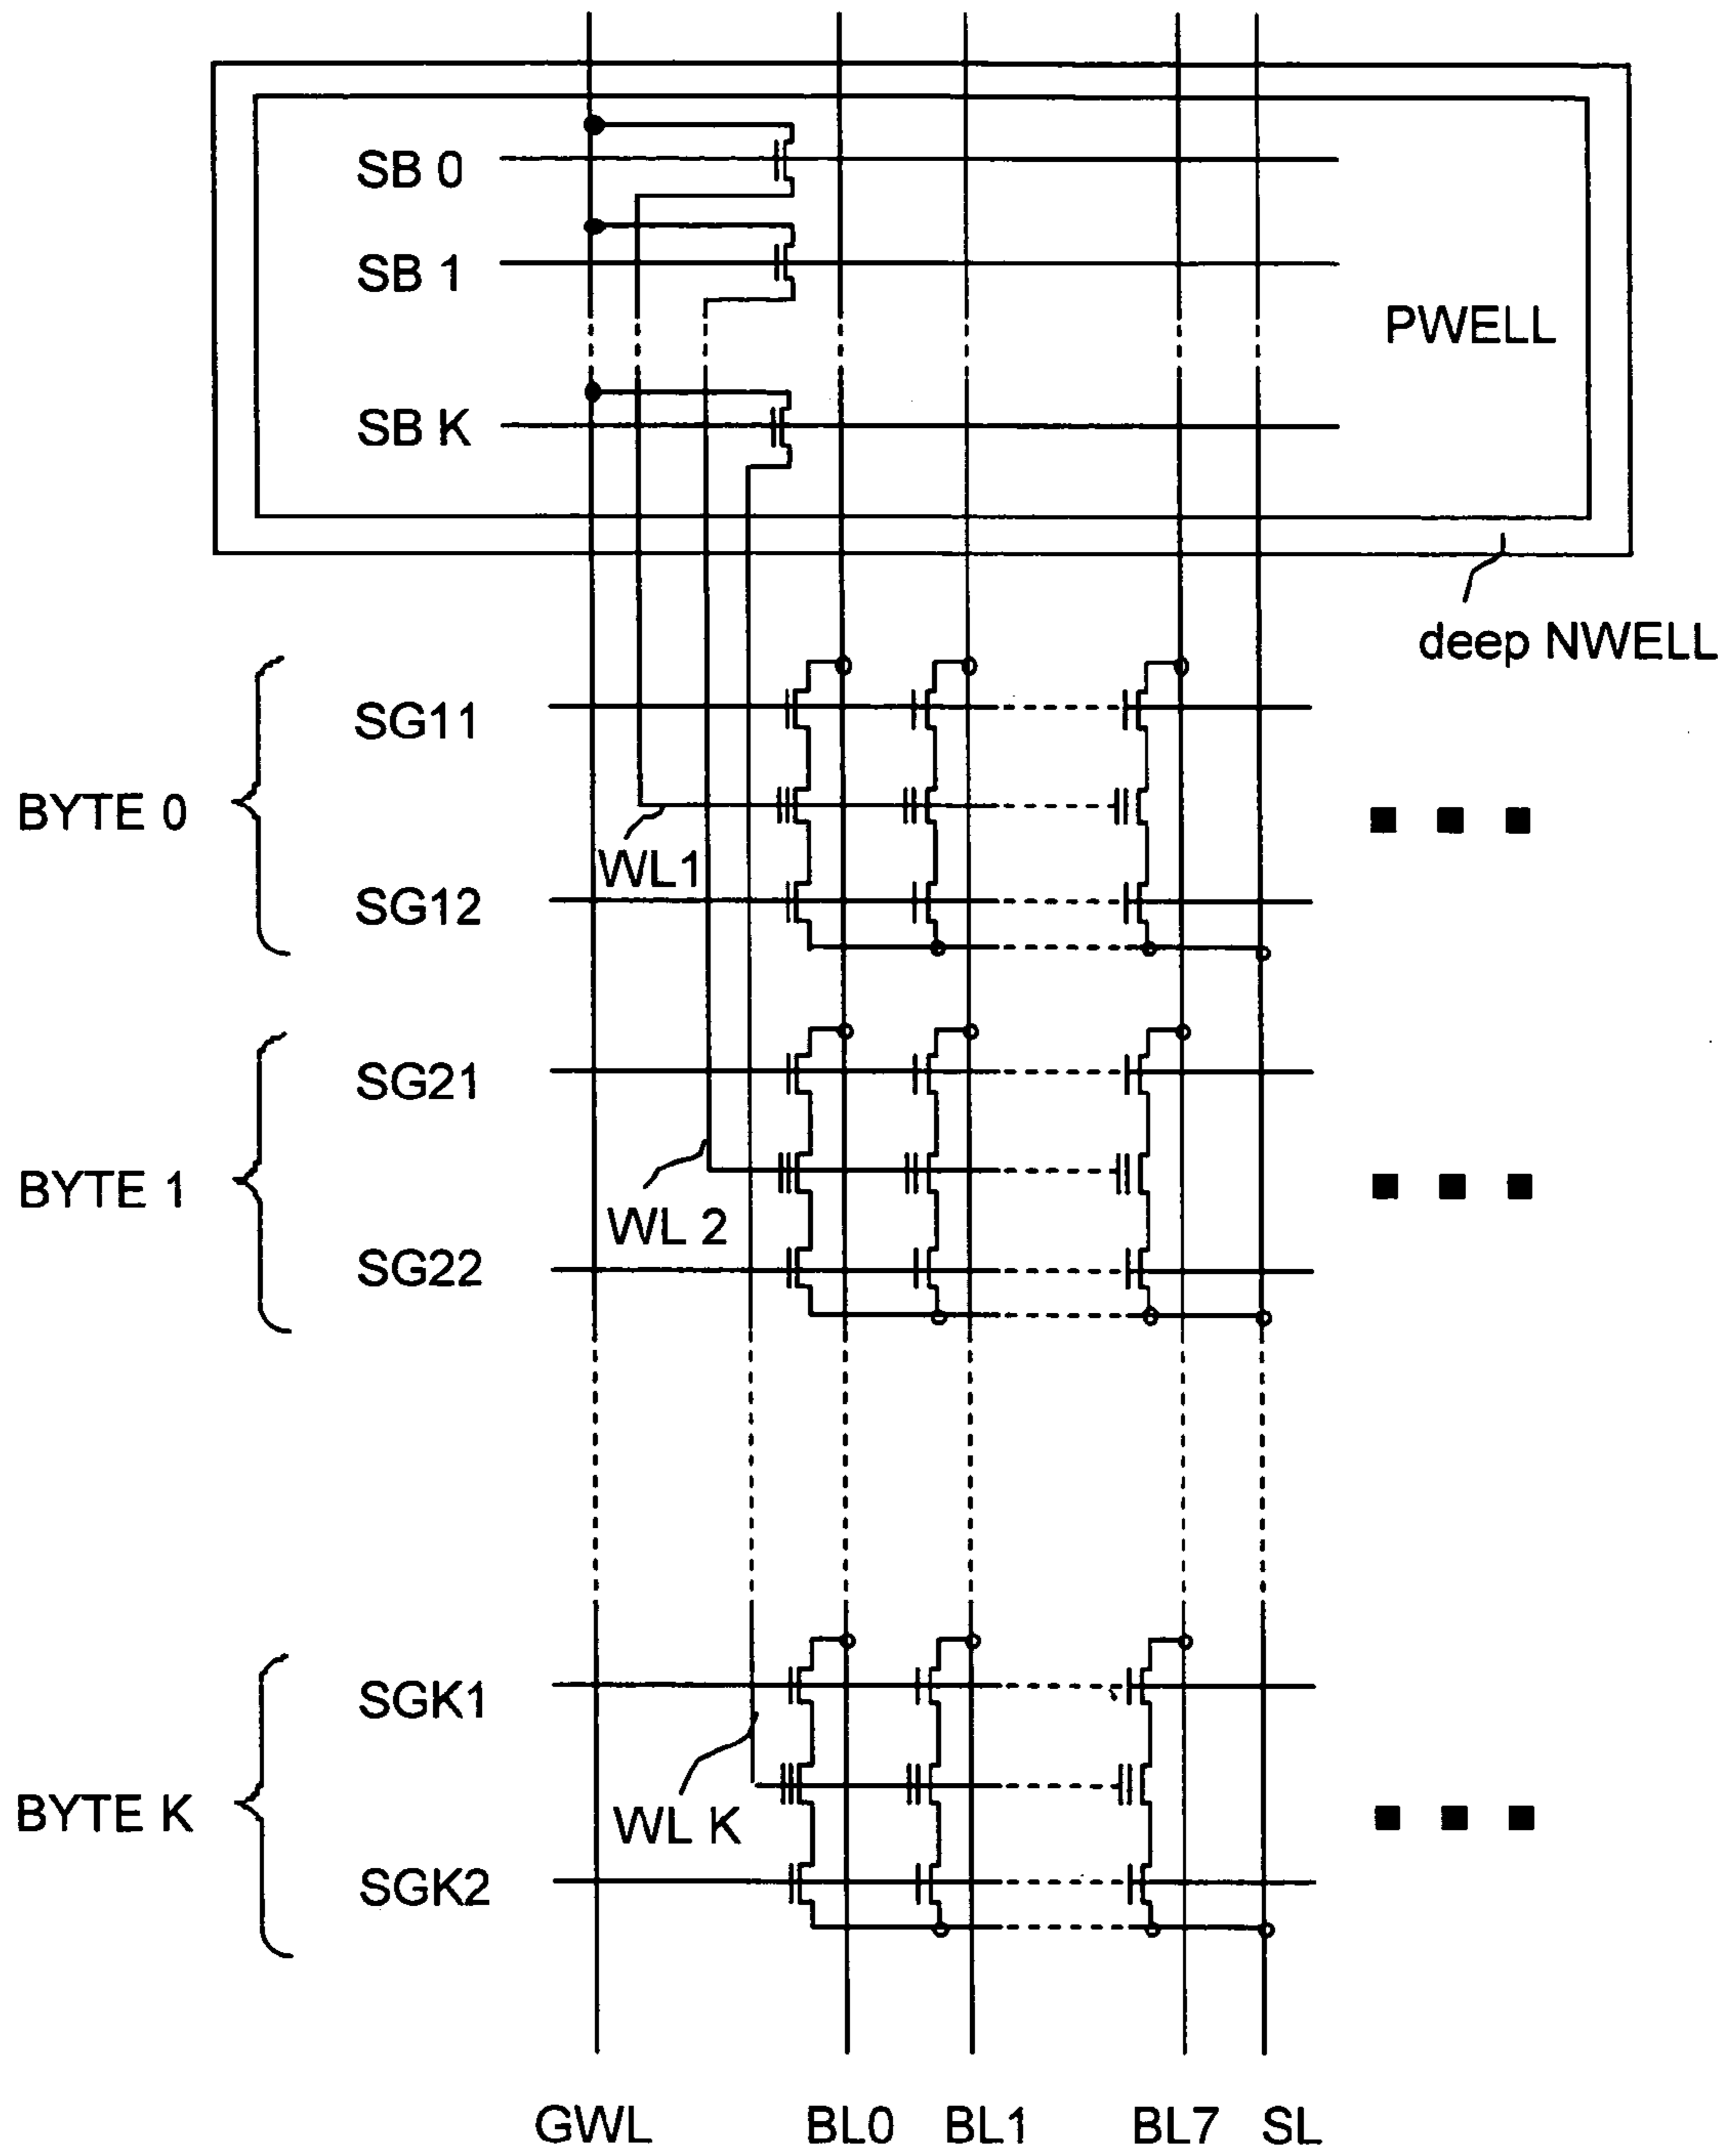 SB 0
SB 1
PWELL
SB K
deep NWELL
SG11
BYTE 0
WL1
SG12
SG21
BYTE 1
WL 2
SG22
SGK1
BYTE K
WL K
SGK2
GWL BL0 BL1 BL7 SL